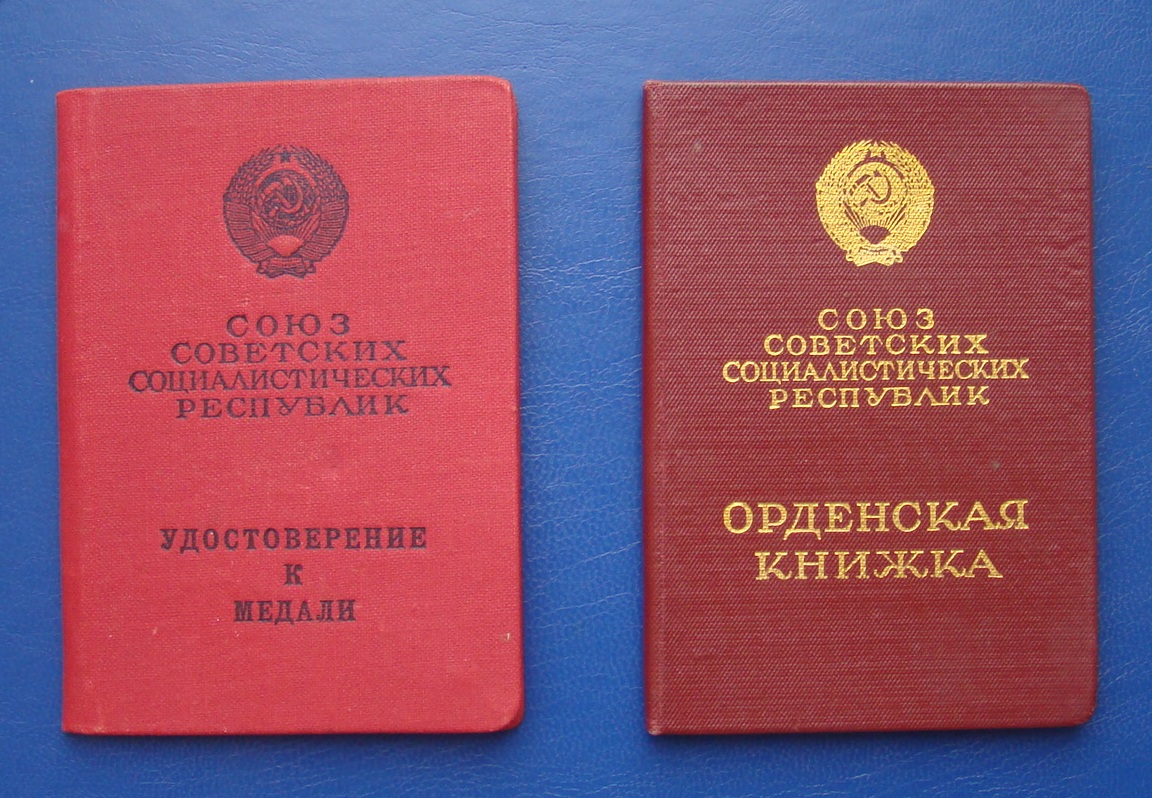 СОЮЗ
СОВЕТСКИХ
СОЦИАЛИСТИЧЕСКИХ
РЕСПУБЛИК
УДОСТОВЕРЕНИЕ
К
МЕДАЛИ
СОЮЗ
СОВЕТСКИХ
СОЦИАЛИСТИЧЕСКИХ
РЕСПУБЛИК
ОРДЕНСКАЯ
КНИЖКА